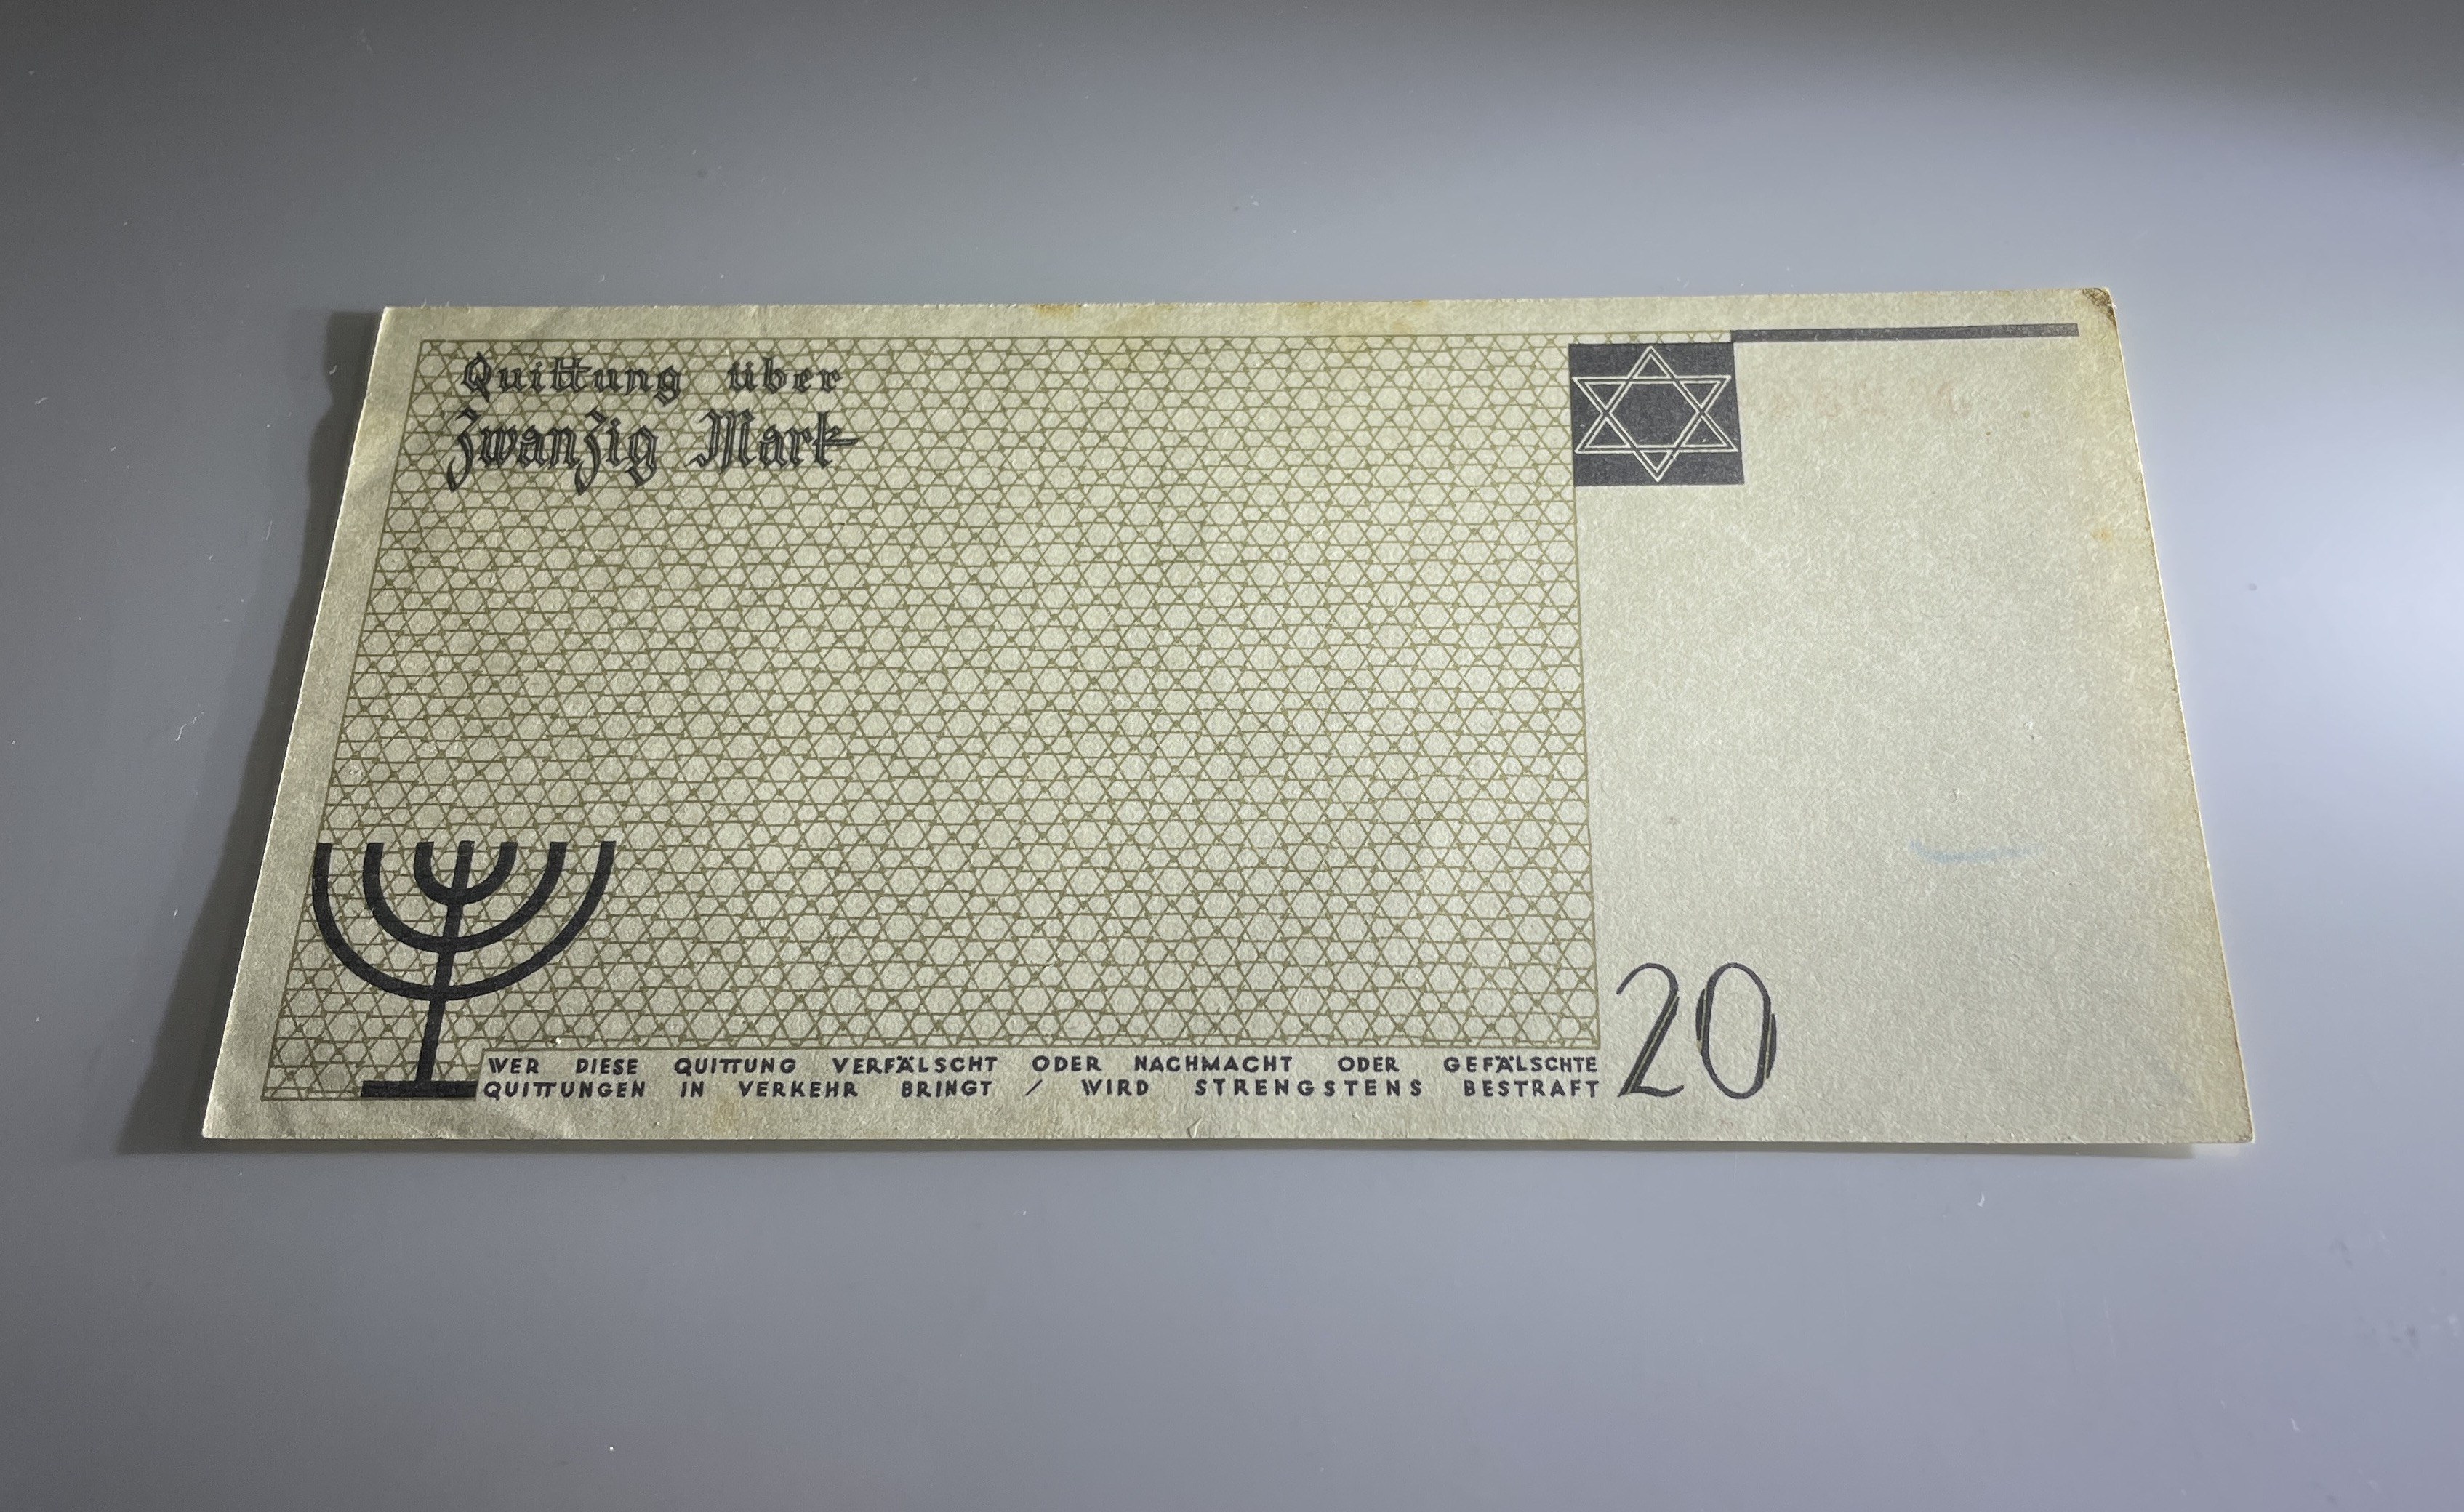 Quittung über
Zwanzig Mark
WER DIESE QUITTUNG VERFÄLSCHT ODER NACHMACHT ODER GEFÄLSCHTE
QUITTUNGEN IN VERKEHR BRINGT / WIRD STRENGSTENS BESTRAFT
20